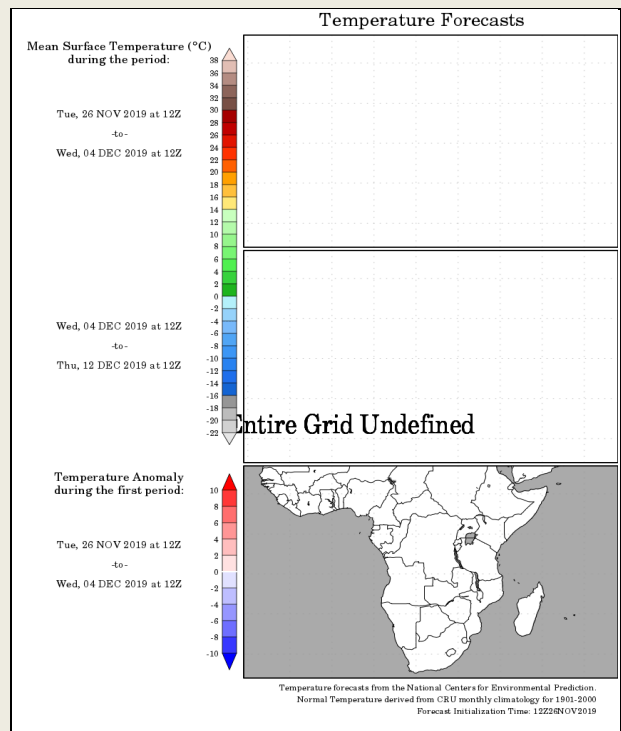 Temperature Forecasts
Mean Surface Temperature (°C)
during the period:
Tue, 26 NOV 2019 at 12Z
-to-
Wed, 04 DEC 2019 at 12Z
38
36
34
32
30
28
26
24
22
20
18
16
14
12
10
8
6
4
2
0
-2
-4
-6
-8
-10
-12
-14
-16
-18
-20
-22
Wed, 04 DEC 2019 at 12Z
-to-
Thu, 12 DEC 2019 at 12Z
Entire Grid Undefined
Temperature Anomaly
during the first period:
Tue, 26 NOV 2019 at 12Z
-to-
Wed, 04 DEC 2019 at 12Z
10
8
6
4
2
0
-2
-4
-6
-8
-10
Temperature forecasts from the National Centers for Environmental Prediction.
Normal Temperature derived from CRU monthly climatology for 1901-2000
Forecast Initialization Time: 12Z26NOV2019